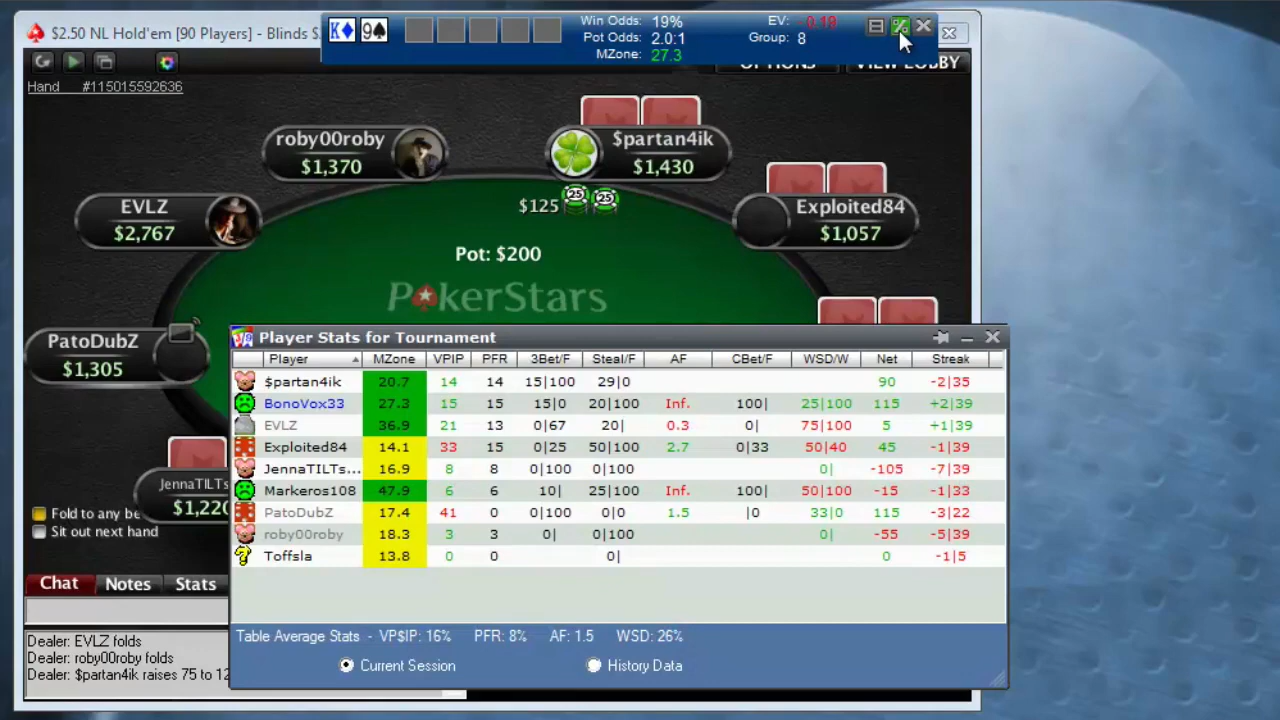 $2.50 NL Hold'em [90 Players] - Blinds $
K 9
Win Odds: 19%
Pot Odds: 2.0:1
MZone: 27.3
EV: -0.18
Group: 8
OPTIONS VIEW LOBBY
Hand #115015592636
roby00roby
$1,370
$partan4ik
$1,430
EVLZ
$2,767
$125 25 25
Exploited84
$1,057
Pot: $200
PokerStars
PatoDubZ
$1,305
JennaTILTs
$1,220
Fold to any be
Sit out next hand
Chat Notes Stats
Dealer: EVLZ folds
Dealer: roby00roby folds
Dealer: $partan4ik raises 75 to 12
Player Stats for Tournament
Player MZone VPIP PFR 3Bet/F Steal/F AF CBet/F WSD/W Net Streak
$partan4ik 20.7 14 14 15|100 29|0 90 -2|35
BonoVox33 27.3 15 15 15|0 20|100 Inf. 100| 25|100 115 +2|39
EVLZ 36.9 21 13 0|67 20| 0.3 0| 75|100 5 +1|39
Exploited84 14.1 33 15 0|25 50|100 2.7 0|33 50|40 45 -1|39
JennaTILTs... 16.9 8 8 0|100 0|100 0| -105 -7|39
Markeros108 47.9 6 6 10| 25|100 Inf. 100| 50|100 -15 -1|33
PatoDubZ 17.4 41 0 0|100 0|0 1.5 |0 33|0 115 -3|22
roby00roby 18.3 3 3 0| 0|100 0| -55 -5|39
Toffsla 13.8 0 0 0| 0 -1|5
Table Average Stats - VP$IP: 16% PFR: 8% AF: 1.5 WSD: 26%
Current Session History Data